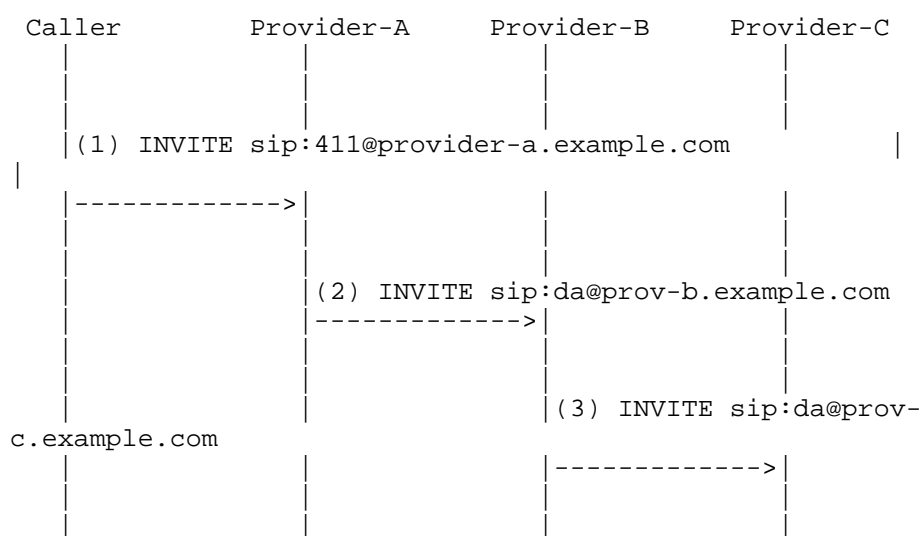 Caller Provider-A Provider-B Provider-C
(1) INVITE sip:411@provider-a.example.com
(2) INVITE sip:da@prov-b.example.com
(3) INVITE sip:da@prov-
c.example.com